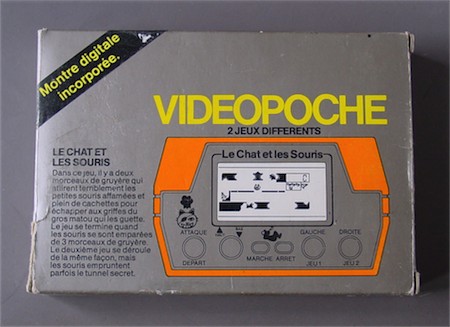 Montre digitale
incorporée.
VIDEOPOCHE
2 JEUX DIFFERENTS
LE CHAT ET
LES SOURIS
Dans ce jeu, il y a deux
morceaux de gruyère qui
attirent terriblement les
petites souris affamées et
plein de cachettes pour
échapper aux griffes du
gros matou qui les guette.
Le jeu se termine quand
les souris se sont emparées
de 3 morceaux de gruyère.
Le deuxième jeu se déroule
de la même façon, mais
les souris empruntent
parfois le tunnel secret.
Le Chat et les Souris
ATTAQUE
GAUCHE
DROITE
DEPART
MARCHE ARRET
JEU 1
JEU 2